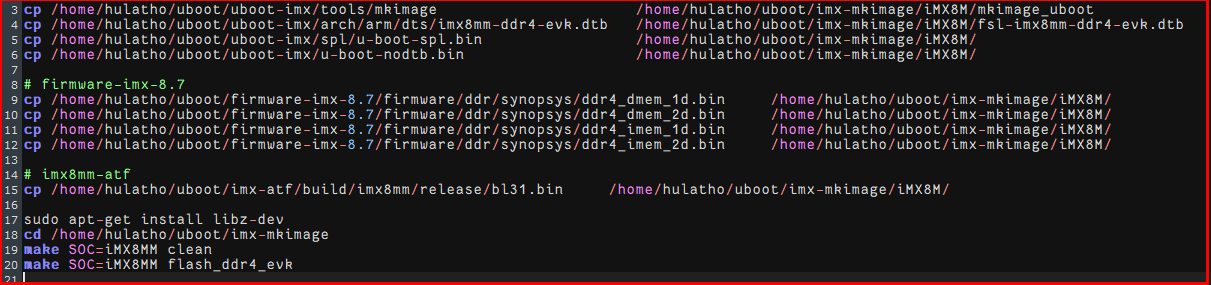 3 cp /home/hulatho/uboot/uboot-imx/tools/mkimage /home/hulatho/uboot/imx-mkimage/iMX8M/mkimage_uboot
4 cp /home/hulatho/uboot/uboot-imx/arch/arm/dts/imx8mm-ddr4-evk.dtb /home/hulatho/uboot/imx-mkimage/iMX8M/fsl-imx8mm-ddr4-evk.dtb
5 cp /home/hulatho/uboot/uboot-imx/spl/u-boot-spl.bin /home/hulatho/uboot/imx-mkimage/iMX8M/
6 cp /home/hulatho/uboot/uboot-imx/u-boot-nodtb.bin /home/hulatho/uboot/imx-mkimage/iMX8M/
7
8 # firmware-imx-8.7
9 cp /home/hulatho/uboot/firmware-imx-8.7/firmware/ddr/synopsys/ddr4_dmem_1d.bin /home/hulatho/uboot/imx-mkimage/iMX8M/
10 cp /home/hulatho/uboot/firmware-imx-8.7/firmware/ddr/synopsys/ddr4_dmem_2d.bin /home/hulatho/uboot/imx-mkimage/iMX8M/
11 cp /home/hulatho/uboot/firmware-imx-8.7/firmware/ddr/synopsys/ddr4_imem_1d.bin /home/hulatho/uboot/imx-mkimage/iMX8M/
12 cp /home/hulatho/uboot/firmware-imx-8.7/firmware/ddr/synopsys/ddr4_imem_2d.bin /home/hulatho/uboot/imx-mkimage/iMX8M/
13
14 # imx8mm-atf
15 cp /home/hulatho/uboot/imx-atf/build/imx8mm/release/bl31.bin /home/hulatho/uboot/imx-mkimage/iMX8M/
16
17 sudo apt-get install libz-dev
18 cd /home/hulatho/uboot/imx-mkimage
19 make SOC=iMX8MM clean
20 make SOC=iMX8MM flash_ddr4_evk
21